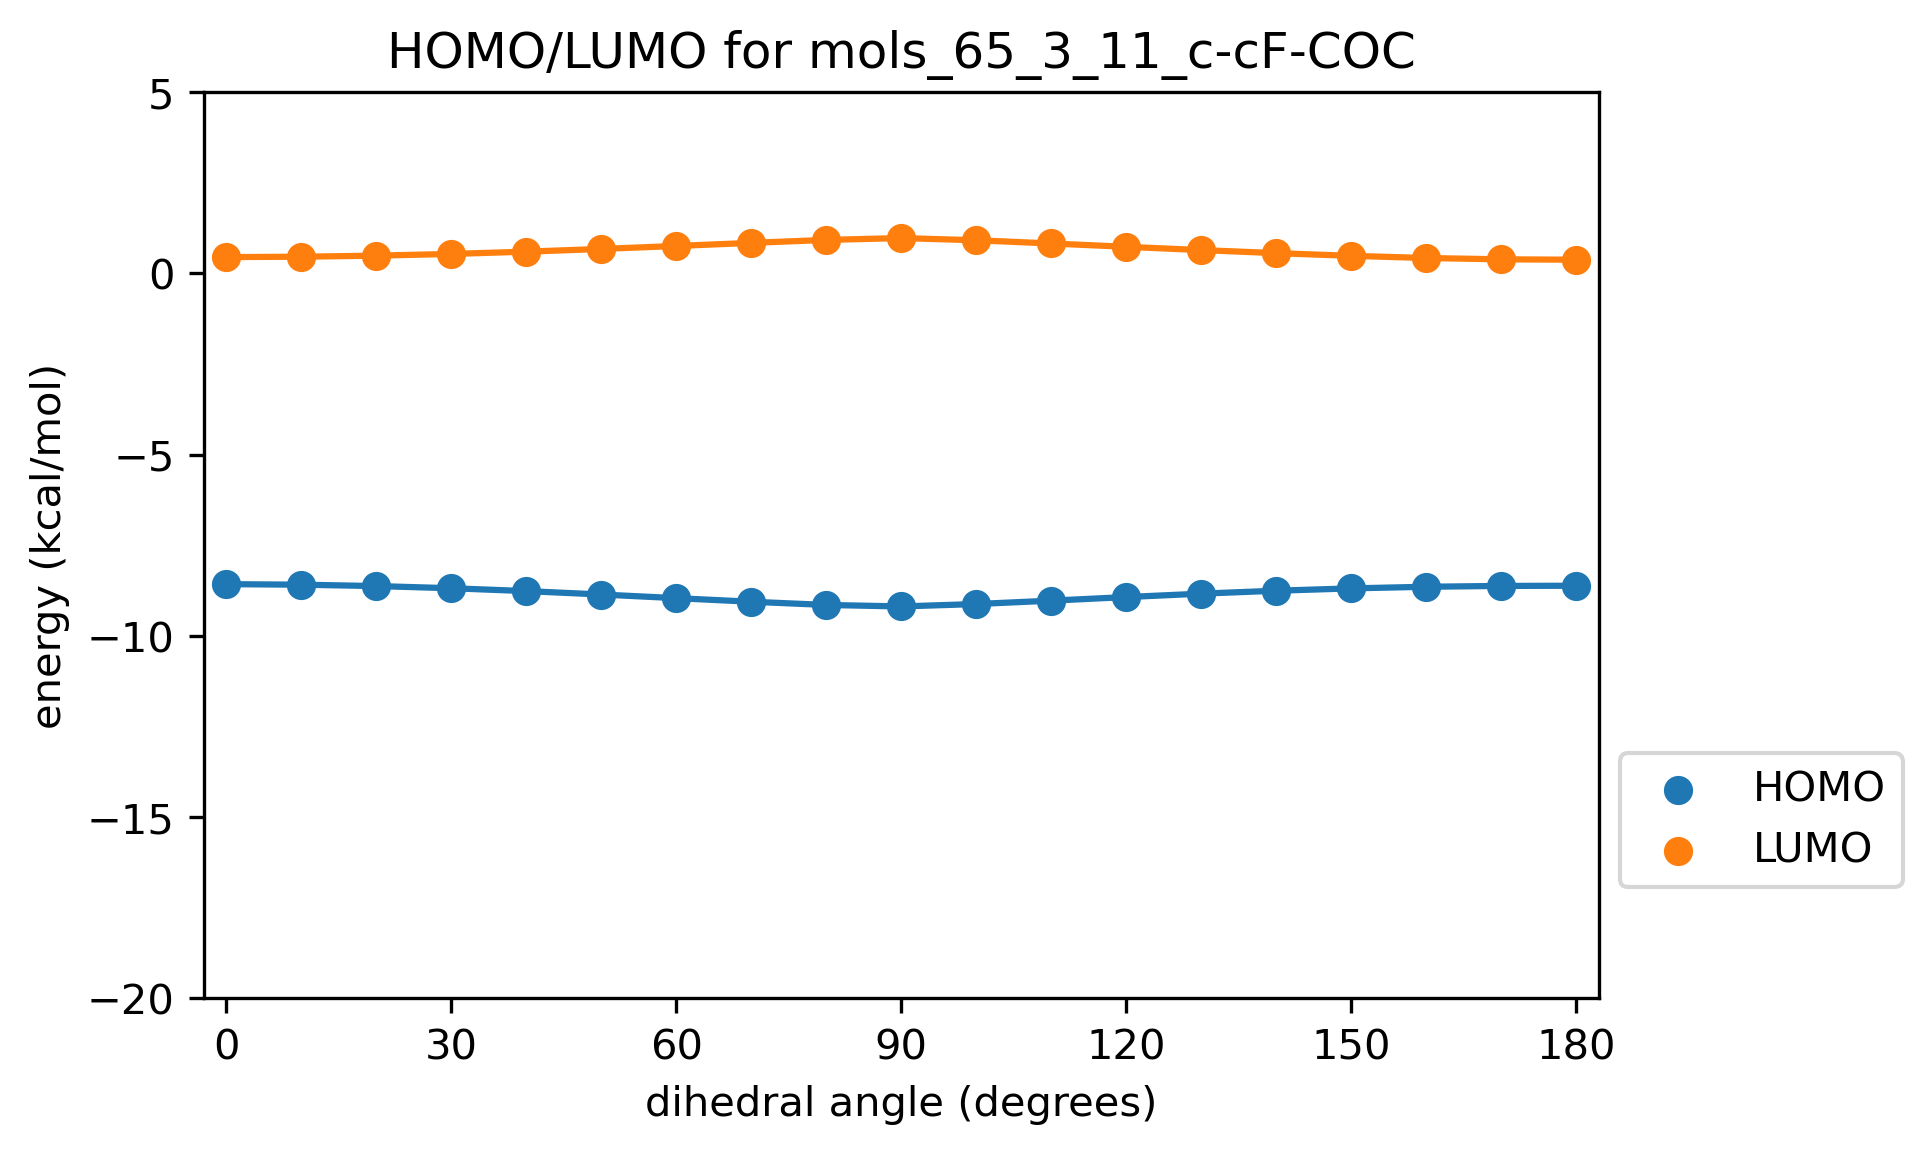 HOMO/LUMO for mols_65_3_11_c-cF-COC
5
0
−5
−10
−15
−20
energy (kcal/mol)
0 30 60 90 120 150 180
dihedral angle (degrees)
HOMO
LUMO